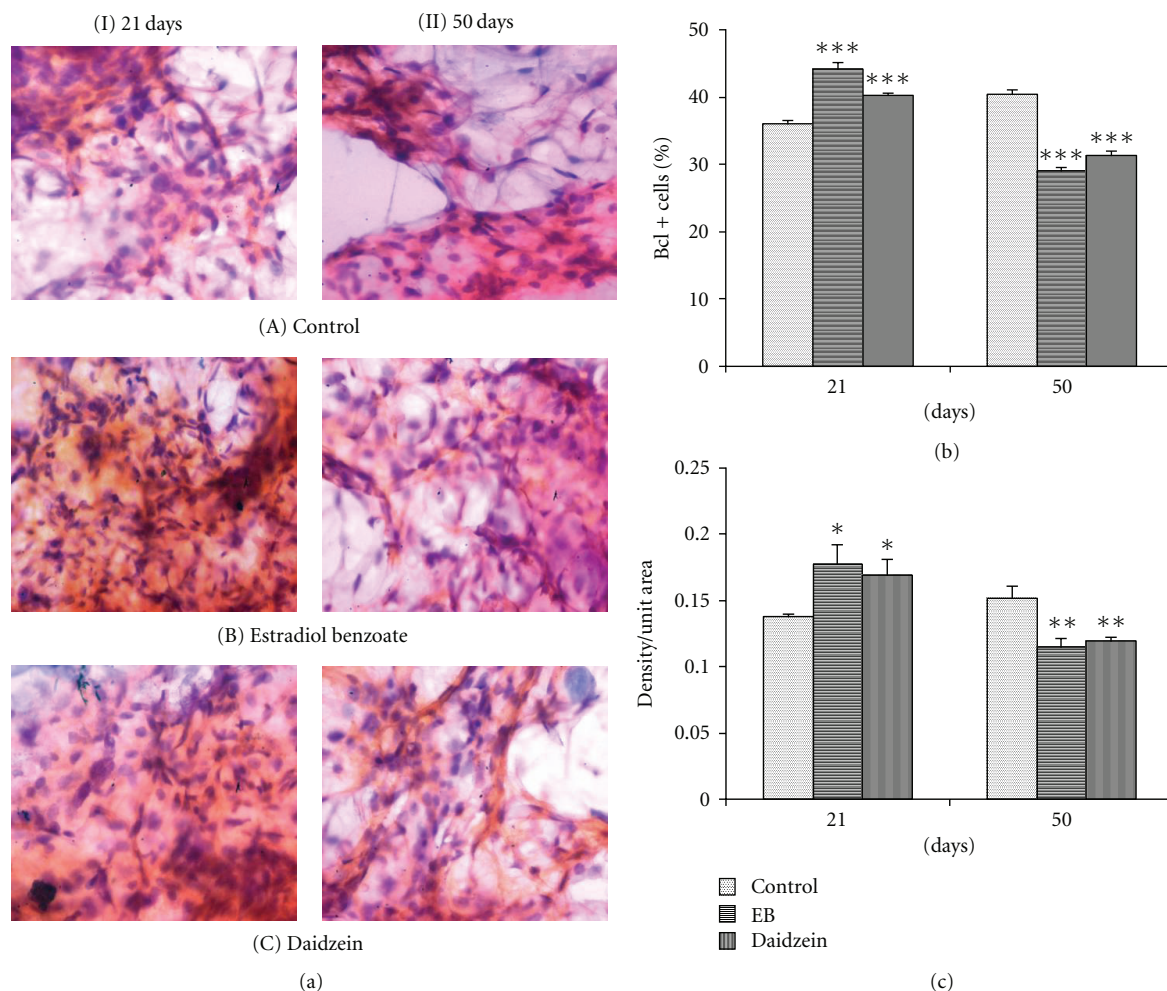 (I) 21 days
(II) 50 days
(A) Control
(B) Estradiol benzoate
(C) Daidzein
(a)
50
40
30
20
10
0
Bcl + cells (%)
***
***
***
***
21
50
(days)
(b)
0.25
0.2
0.15
0.1
0.05
0
Density/unit area
*
*
**
**
21
50
(days)
Control
EB
Daidzein
(c)